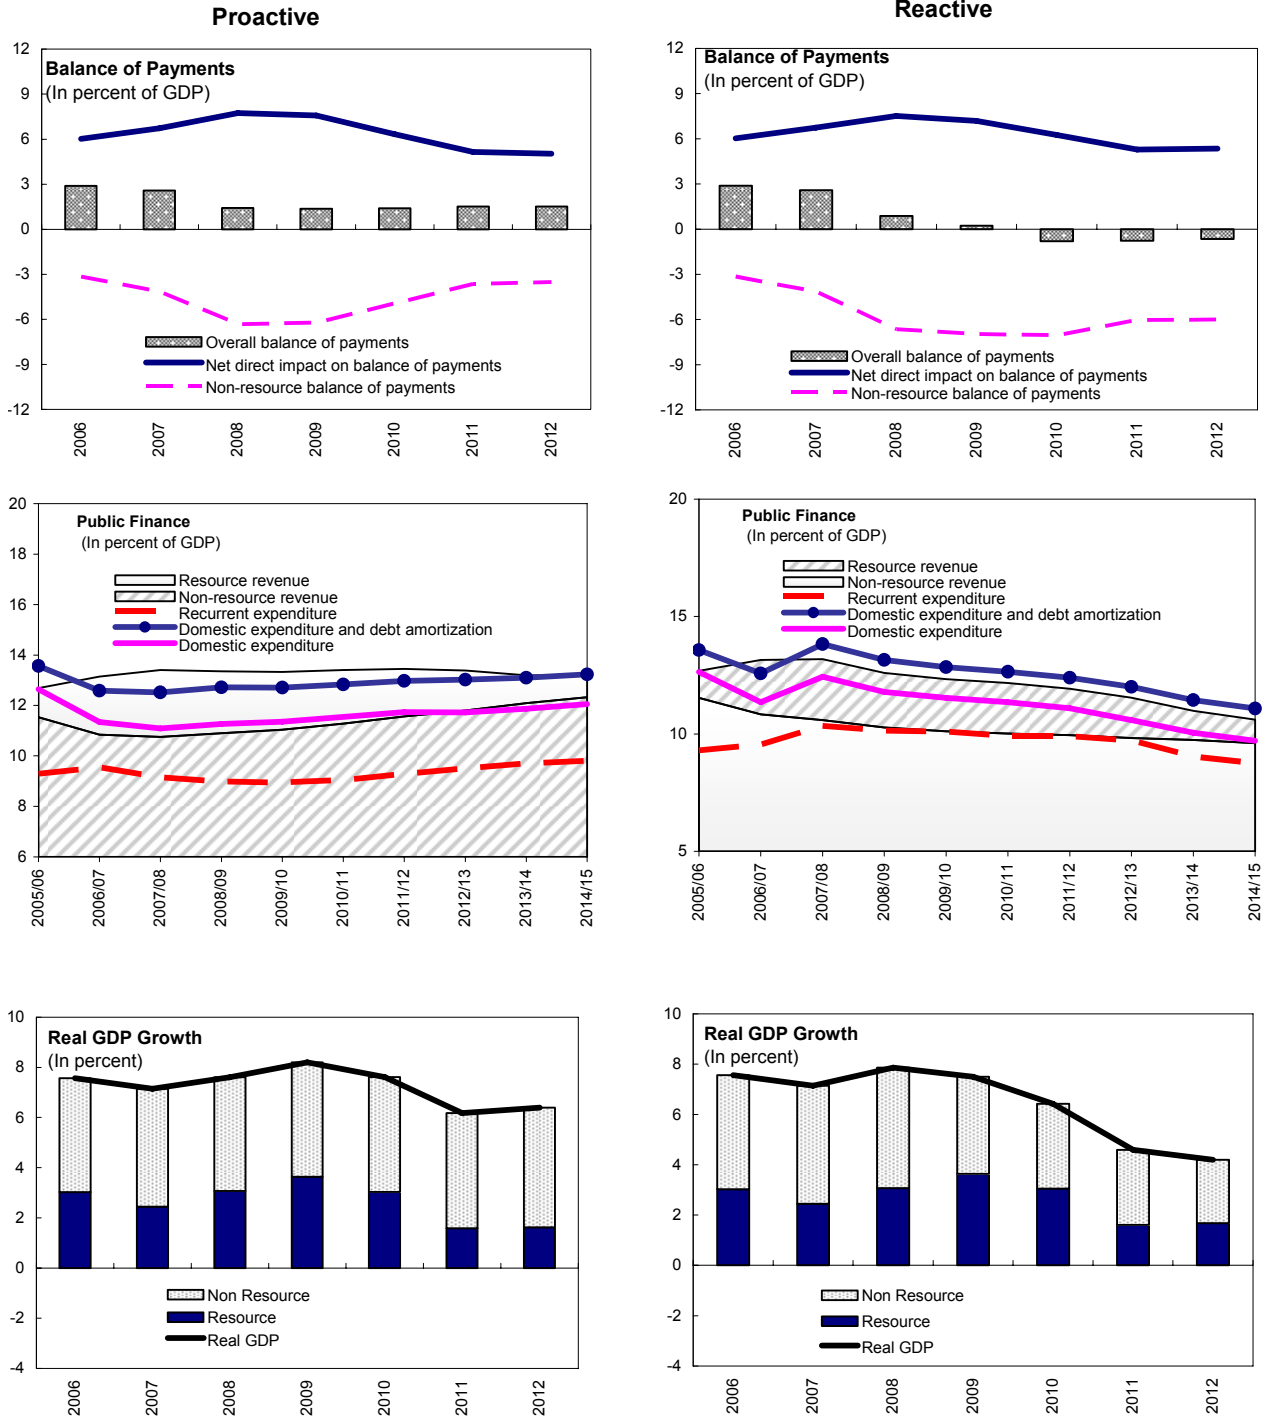 Proactive
Reactive
Balance of Payments
(In percent of GDP)
12
9
6
3
0
-3
-6
-9
-12
Overall balance of payments
Net direct impact on balance of payments
Non-resource balance of payments
2006
2007
2008
2009
2010
2011
2012
Balance of Payments
(In percent of GDP)
12
9
6
3
0
-3
-6
-9
-12
Overall balance of payments
Net direct impact on balance of payments
Non-resource balance of payments
2006
2007
2008
2009
2010
2011
2012
Public Finance
(In percent of GDP)
20
18
16
14
12
10
8
6
Resource revenue
Non-resource revenue
Recurrent expenditure
Domestic expenditure and debt amortization
Domestic expenditure
2005/06
2006/07
2007/08
2008/09
2009/10
2010/11
2011/12
2012/13
2013/14
2014/15
Public Finance
(In percent of GDP)
20
15
10
5
Resource revenue
Non-resource revenue
Recurrent expenditure
Domestic expenditure and debt amortization
Domestic expenditure
2005/06
2006/07
2007/08
2008/09
2009/10
2010/11
2011/12
2012/13
2013/14
2014/15
Real GDP Growth
(In percent)
10
8
6
4
2
0
-2
-4
Non Resource
Resource
Real GDP
2006
2007
2008
2009
2010
2011
2012
Real GDP Growth
(In percent)
10
8
6
4
2
0
-2
-4
Non Resource
Resource
Real GDP
2006
2007
2008
2009
2010
2011
2012